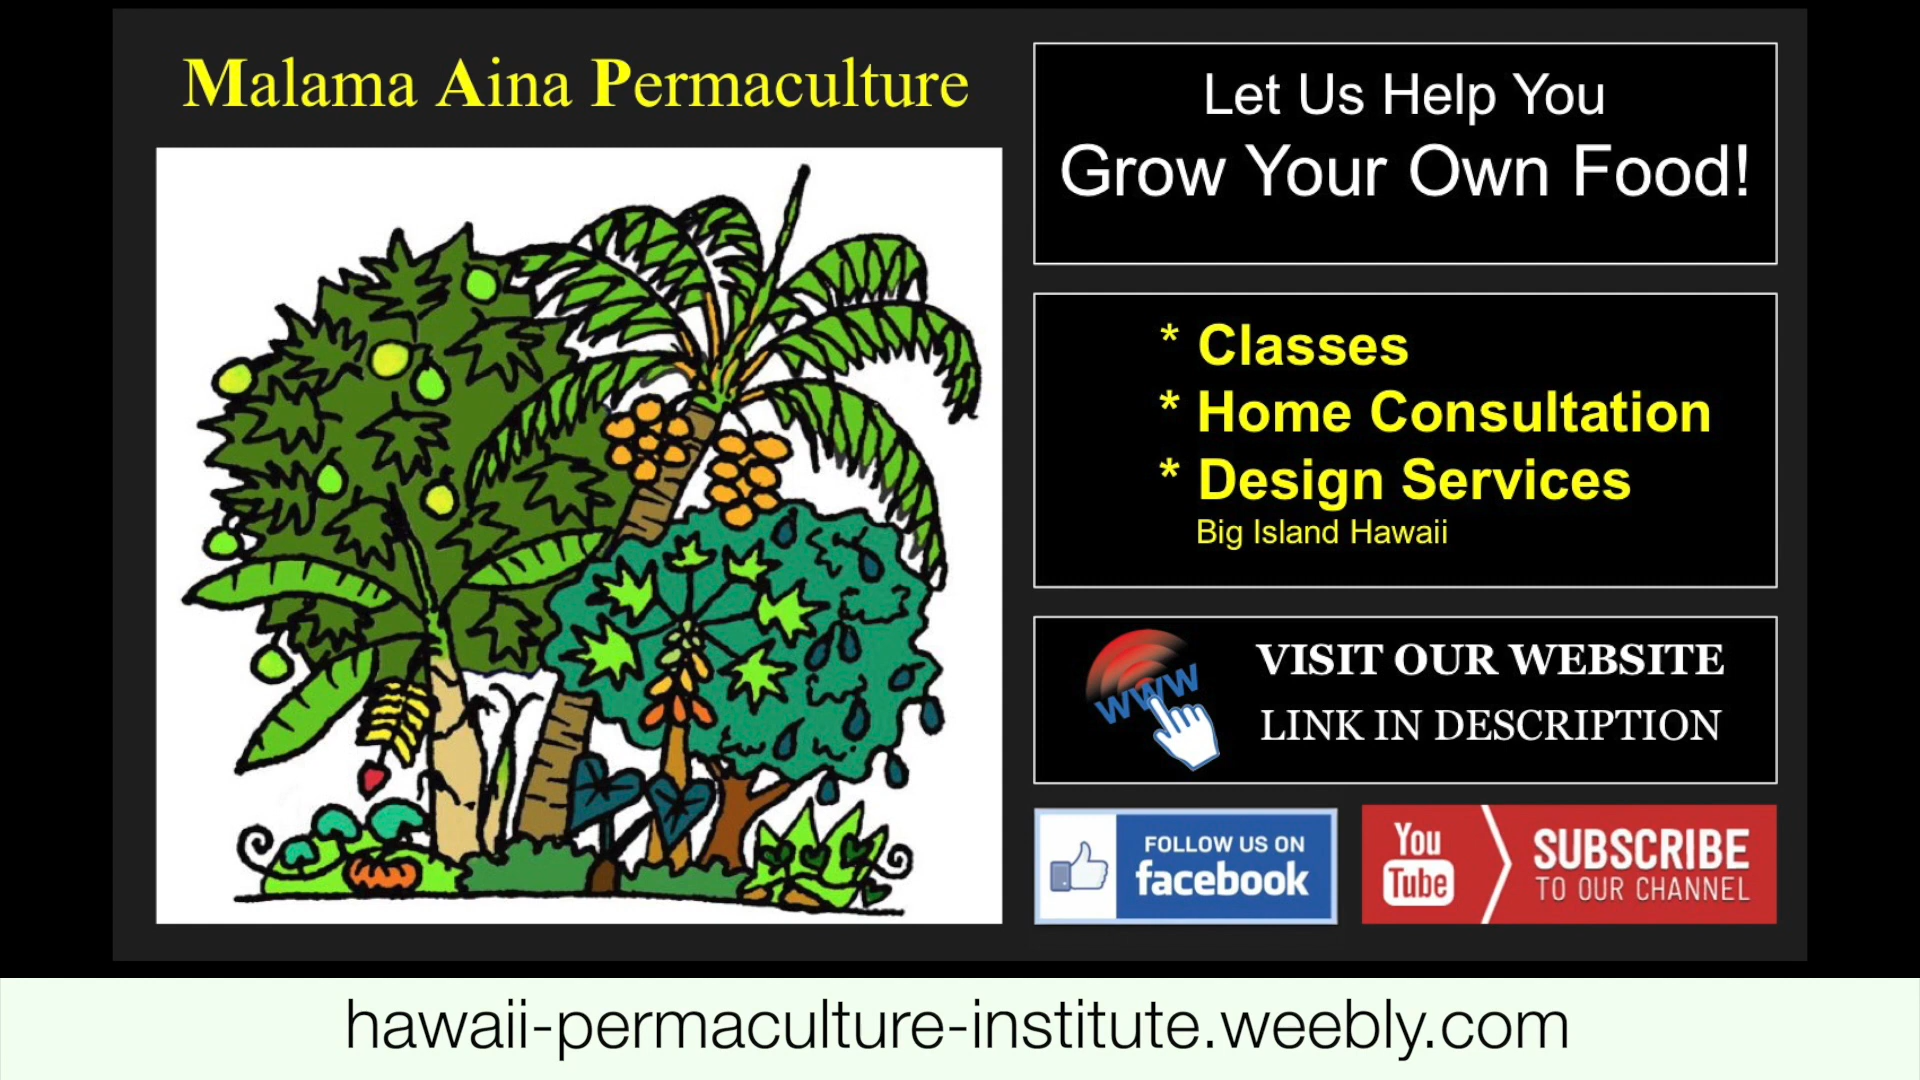 Malama Aina Permaculture
Let Us Help You
Grow Your Own Food!
* Classes
* Home Consultation
* Design Services
Big Island Hawaii
www
VISIT OUR WEBSITE
LINK IN DESCRIPTION
FOLLOW US ON
facebook
You
Tube
SUBSCRIBE
TO OUR CHANNEL
hawaii-permaculture-institute.weebly.com